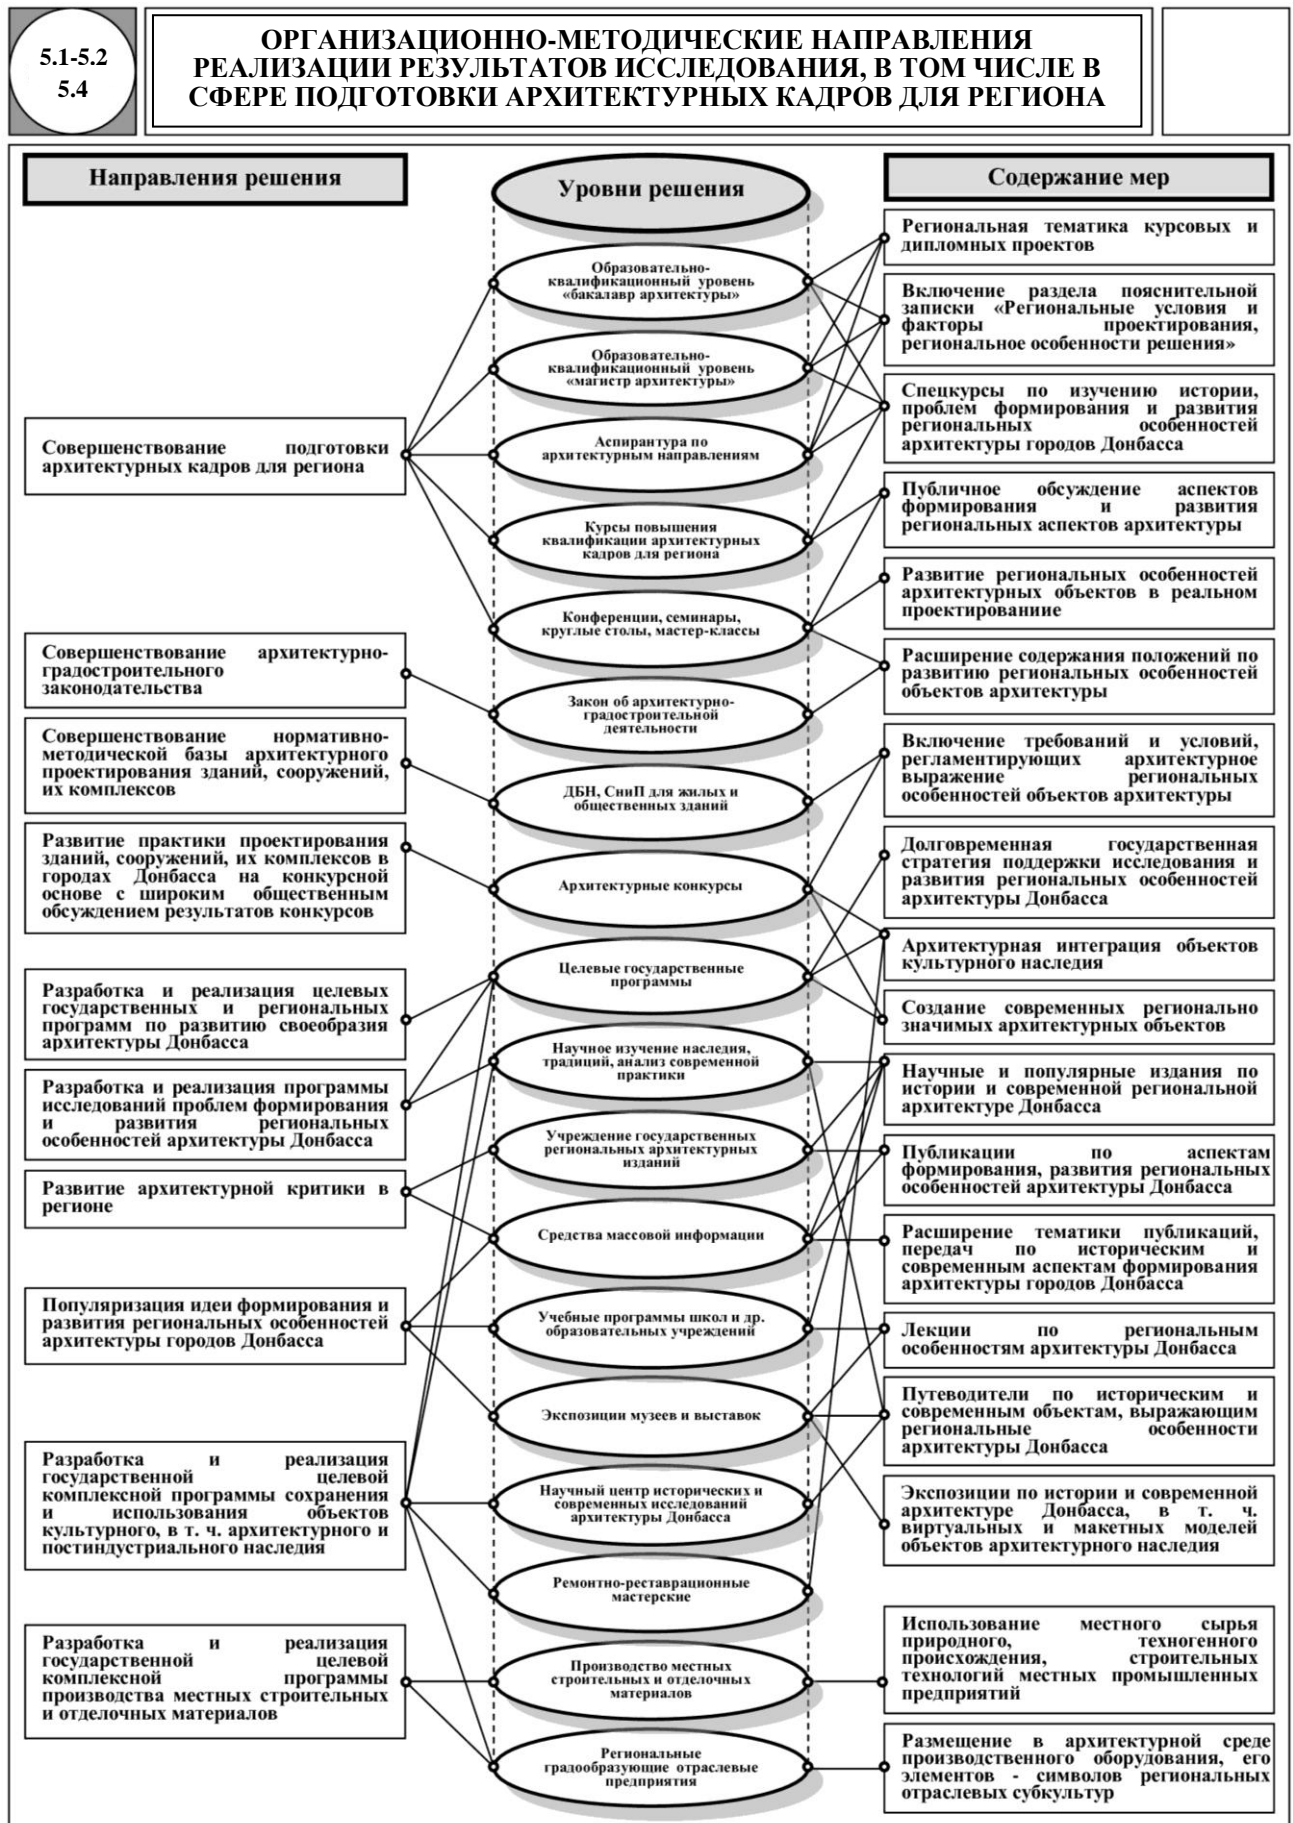 5.1-5.2
5.4
ОРГАНИЗАЦИОННО-МЕТОДИЧЕСКИЕ НАПРАВЛЕНИЯ
РЕАЛИЗАЦИИ РЕЗУЛЬТАТОВ ИССЛЕДОВАНИЯ, В ТОМ ЧИСЛЕ В
СФЕРЕ ПОДГОТОВКИ АРХИТЕКТУРНЫХ КАДРОВ ДЛЯ РЕГИОНА
Направления решения
Совершенствование подготовки
архитектурных кадров для региона
Совершенствование архитектурно-
градостроительного
законодательства
Совершенствование нормативно-
методической базы архитектурного
проектирования зданий, сооружений,
их комплексов
Развитие практики проектирования
зданий, сооружений, их комплексов в
городах Донбасса на конкурсной
основе с широким общественным
обсуждением результатов конкурсов
Разработка и реализация целевых
государственных и региональных
программ по развитию своеобразия
архитектуры Донбасса
Разработка и реализация программы
исследований проблем формирования
и развития региональных
особенностей архитектуры Донбасса
Развитие архитектурной критики в
регионе
Популяризация идеи формирования и
развития региональных особенностей
архитектуры городов Донбасса
Разработка и реализация
государственной целевой
комплексной программы сохранения
и использования объектов
культурного, в т. ч. архитектурного и
постиндустриального наследия
Разработка и реализация
государственной целевой
комплексной программы
производства местных строительных
и отделочных материалов
Уровни решения
Образовательно-
квалификационный уровень
«бакалавр архитектуры»
Образовательно-
квалификационный уровень
«магистр архитектуры»
Аспирантура по
архитектурным направлениям
Курсы повышения
квалификации архитектурных
кадров для региона
Конференции, семинары,
круглые столы, мастер-классы
Закон об архитектурно-
градостроительной
деятельности
ДБН, СниП для жилых и
общественных зданий
Архитектурные конкурсы
Целевые государственные
программы
Научное изучение наследия,
традиций, анализ современной
практики
Учреждение государственных
региональных архитектурных
изданий
Средства массовой информации
Учебные программы школ и др.
образовательных учреждений
Экспозиции музеев и выставок
Научный центр исторических и
современных исследований
архитектуры Донбасса
Ремонтно-реставрационные
мастерские
Производство местных
строительных и отделочных
материалов
Региональные
градообразующие отраслевые
предприятия
Содержание мер
Региональная тематика курсовых и
дипломных проектов
Включение раздела пояснительной
записки «Региональные условия и
факторы проектирования,
региональное особенности решения»
Спецкурсы по изучению истории,
проблем формирования и развития
региональных особенностей
архитектуры городов Донбасса
Публичное обсуждение аспектов
формирования и развития
региональных аспектов архитектуры
Развитие региональных особенностей
архитектурных объектов в реальном
проектированиие
Расширение содержания положений по
развитию региональных особенностей
объектов архитектуры
Включение требований и условий,
регламентирующих архитектурное
выражение региональных
особенностей объектов архитектуры
Долговременная государственная
стратегия поддержки исследования и
развития региональных особенностей
архитектуры Донбасса
Архитектурная интеграция объектов
культурного наследия
Создание современных регионально
значимых архитектурных объектов
Научные и популярные издания по
истории и современной региональной
архитектуре Донбасса
Публикации по аспектам
формирования, развития региональных
особенностей архитектуры Донбасса
Расширение тематики публикаций,
передач по историческим и
современным аспектам формирования
архитектуры городов Донбасса
Лекции по региональным
особенностям архитектуры Донбасса
Путеводители по историческим и
современным объектам, выражающим
региональные особенности
архитектуры Донбасса
Экспозиции по истории и современной
архитектуре Донбасса, в т. ч.
виртуальных и макетных моделей
объектов архитектурного наследия
Использование местного сырья
природного, техногенного
происхождения, строительных
технологий местных промышленных
предприятий
Размещение в архитектурной среде
производственного оборудования, его
элементов - символов региональных
отраслевых субкультур